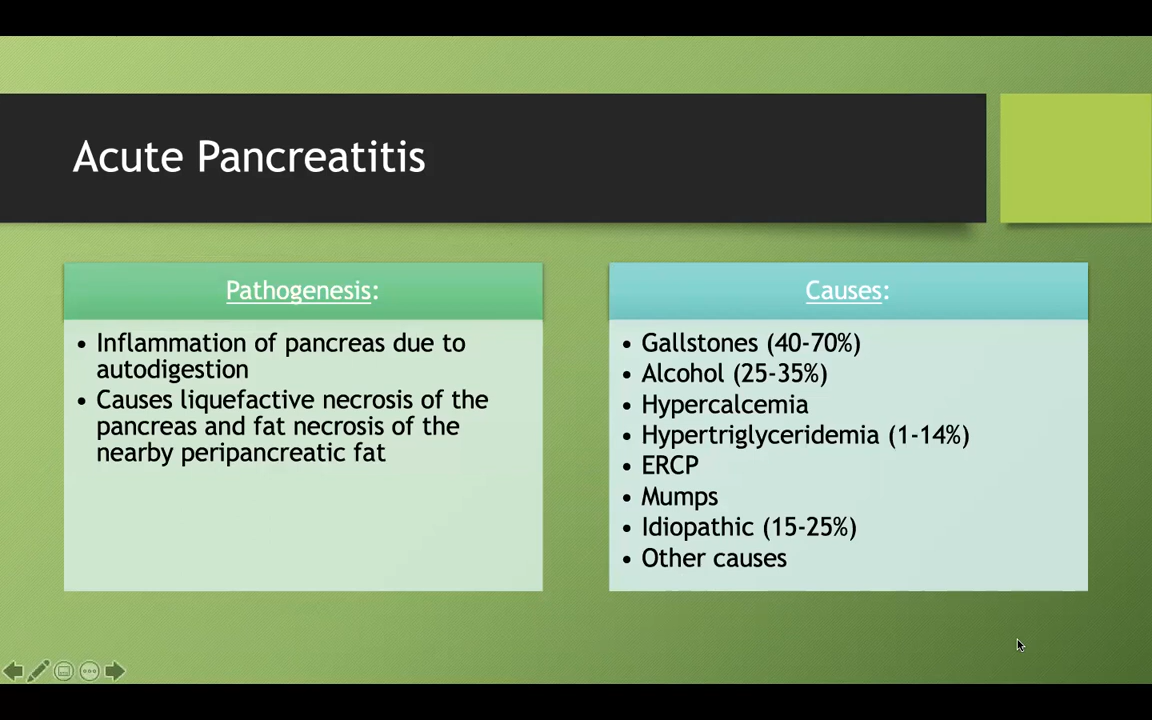 Acute Pancreatitis
Pathogenesis:
• Inflammation of pancreas due to
autodigestion
• Causes liquefactive necrosis of the
pancreas and fat necrosis of the
nearby peripancreatic fat
Causes:
• Gallstones (40-70%)
• Alcohol (25-35%)
• Hypercalcemia
• Hypertriglyceridemia (1-14%)
• ERCP
• Mumps
• Idiopathic (15-25%)
• Other causes